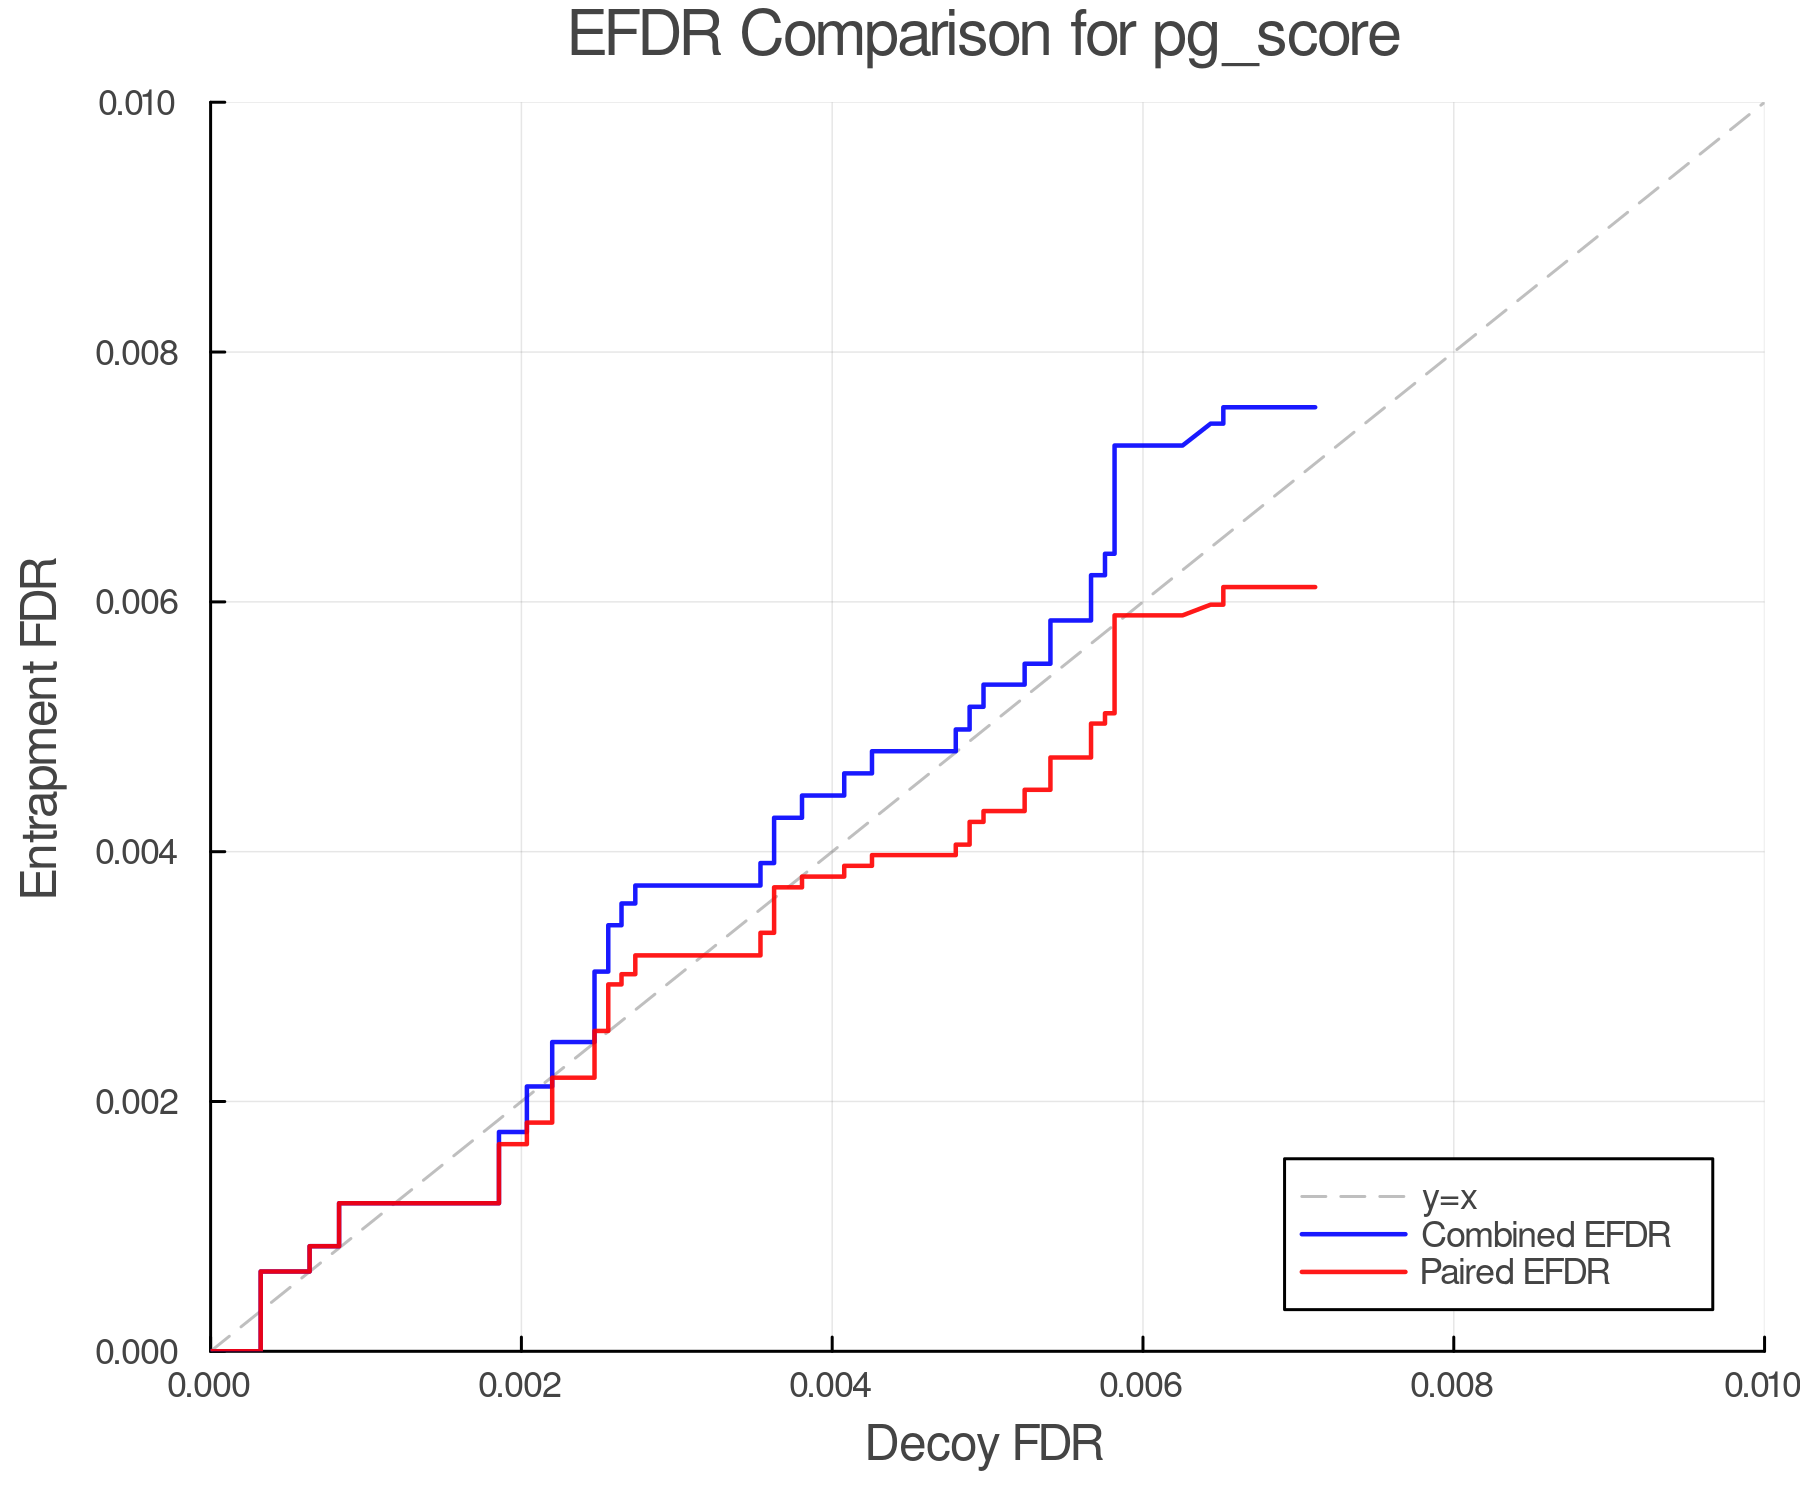 EFDR Comparison for pg_score
0.010
0.008
0.006
0.004
0.002
0.000
Entrapment FDR
y=x
Combined EFDR
Paired EFDR
0.000 0.002 0.004 0.006 0.008 0.010
Decoy FDR